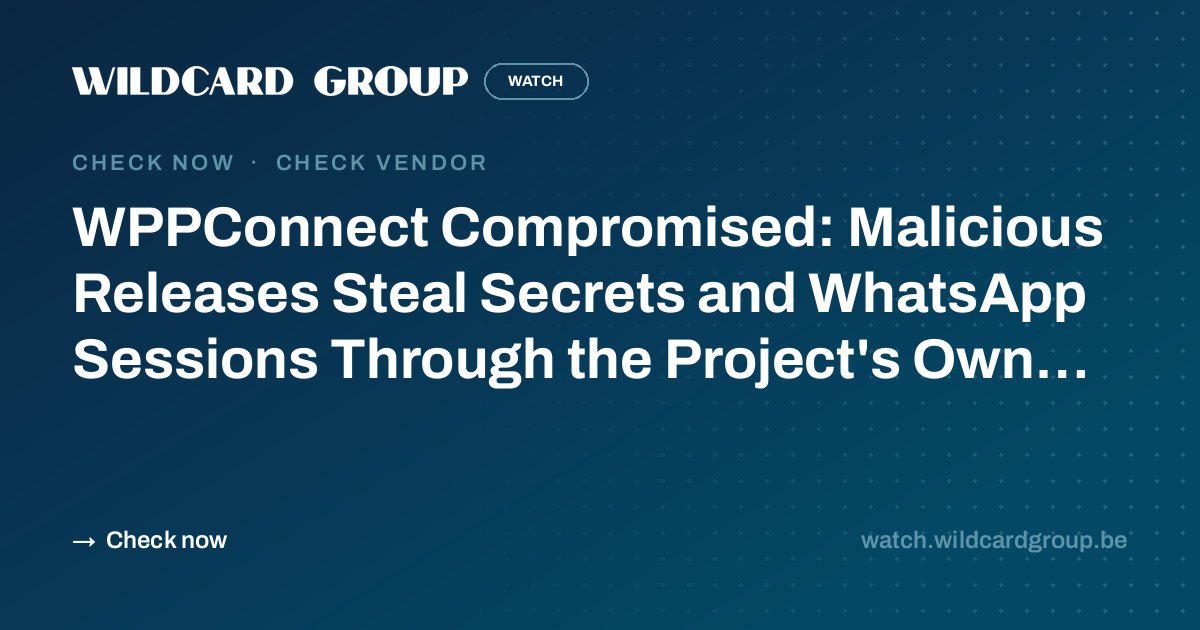 WILDCARD GROUP WATCH
CHECK NOW · CHECK VENDOR
WPPConnect Compromised: Malicious
Releases Steal Secrets and WhatsApp
Sessions Through the Project's Own…
→ Check now
watch.wildcardgroup.be